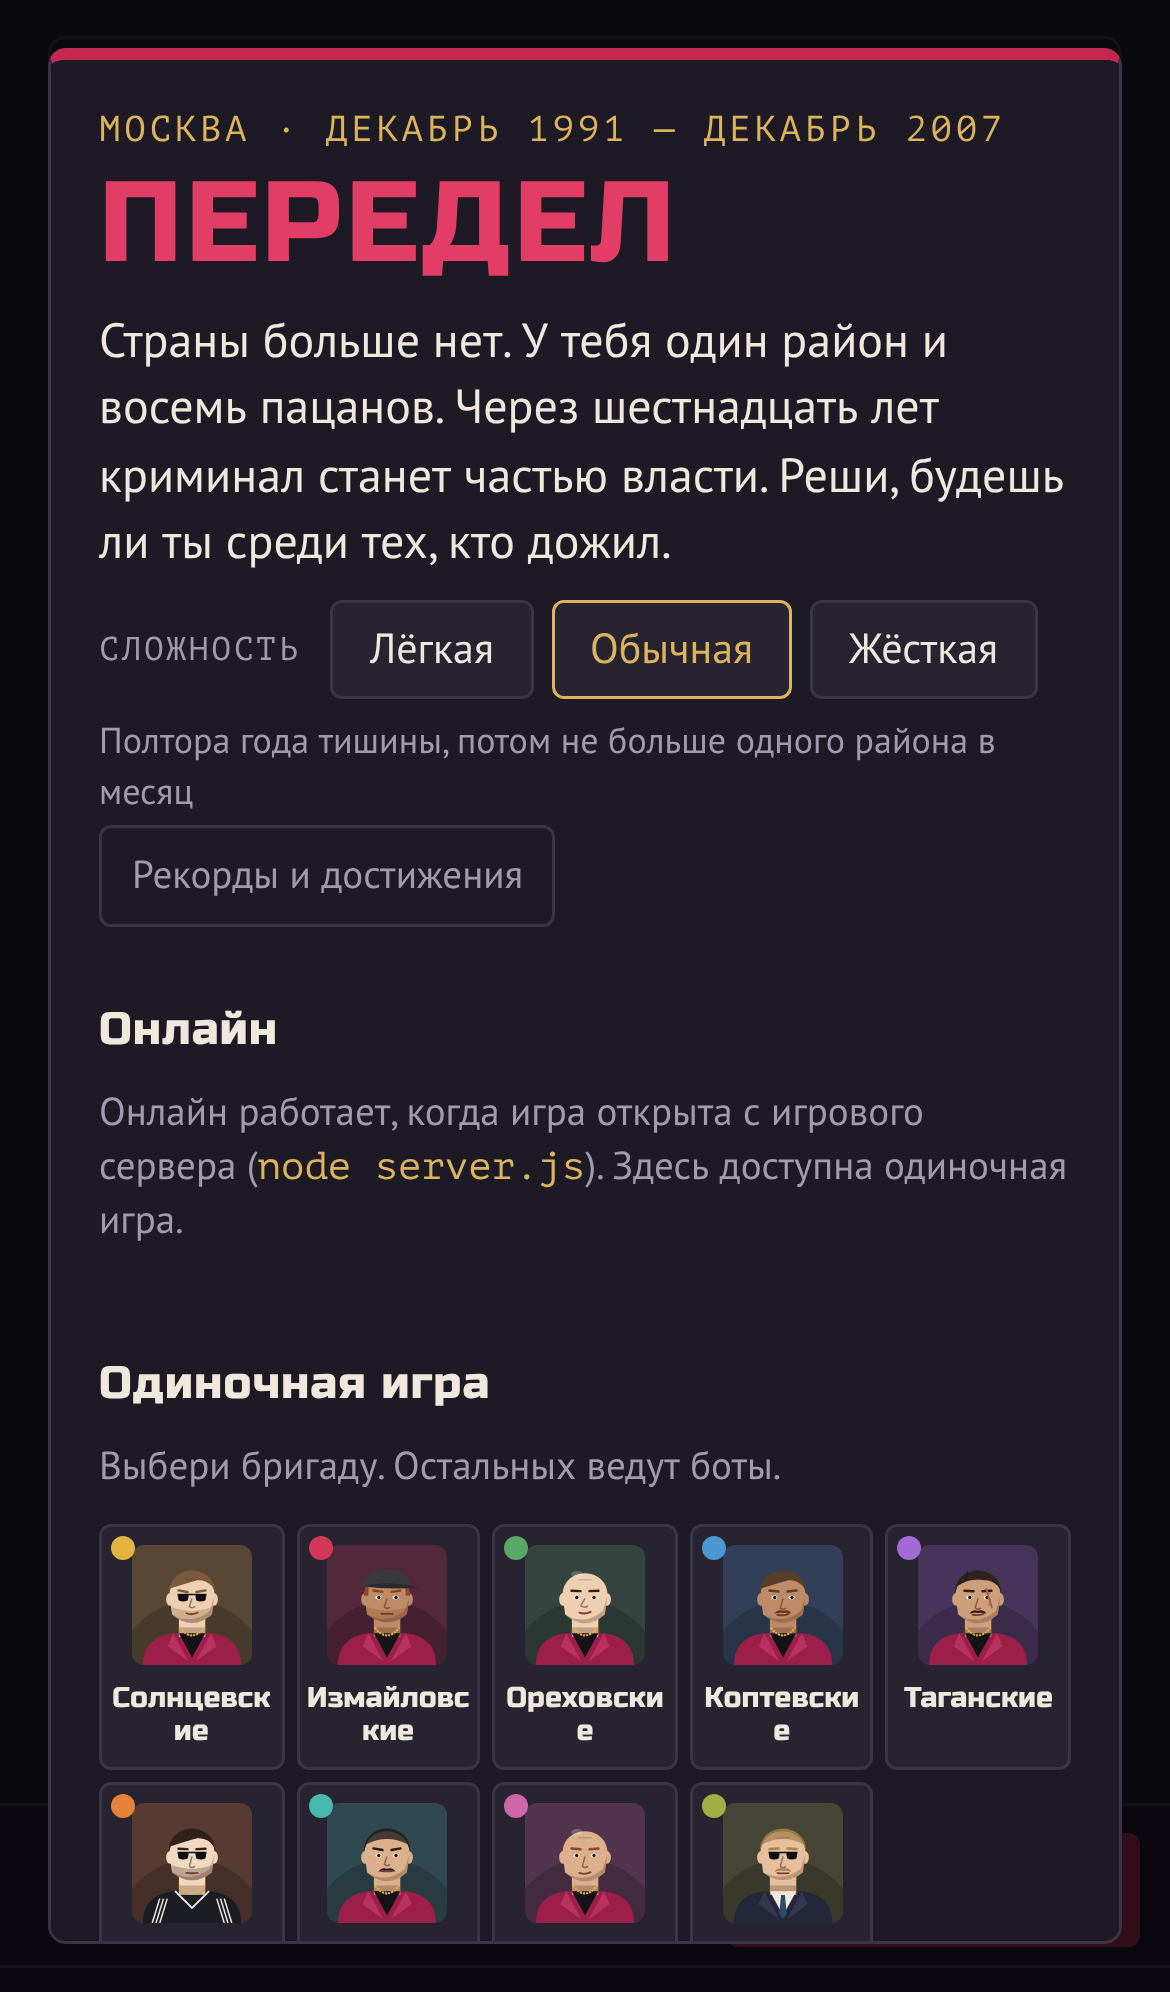 МОСКВА · ДЕКАБРЬ 1991 — ДЕКАБРЬ 2007
ПЕРЕДЕЛ
Страны больше нет. У тебя один район и
восемь пацанов. Через шестнадцать лет
криминал станет частью власти. Реши, будешь
ли ты среди тех, кто дожил.
СЛОЖНОСТЬ Лёгкая Обычная Жёсткая
Полтора года тишины, потом не больше одного района в
месяц
Рекорды и достижения
Онлайн
Онлайн работает, когда игра открыта с игрового
сервера (node server.js). Здесь доступна одиночная
игра.
Одиночная игра
Выбери бригаду. Остальных ведут боты.
Солнцевск
ие
Измайловс
кие
Ореховски
е
Коптевски
е
Таганские